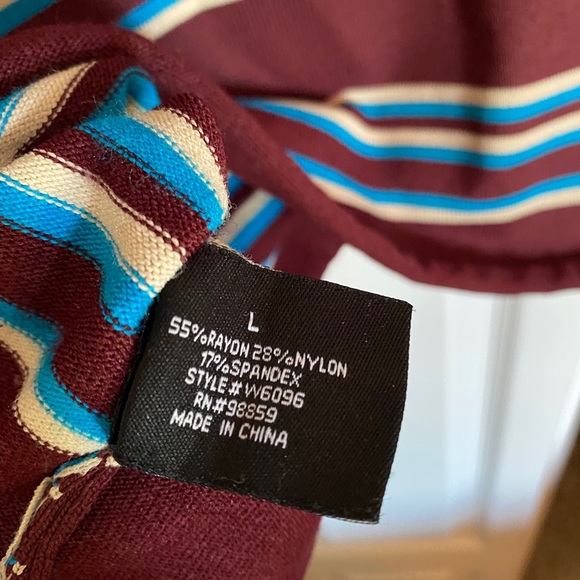 L
55%RAYON 28%NYLON
17%SPANDEX
STYLE# W6096
RN#98859
MADE IN CHINA